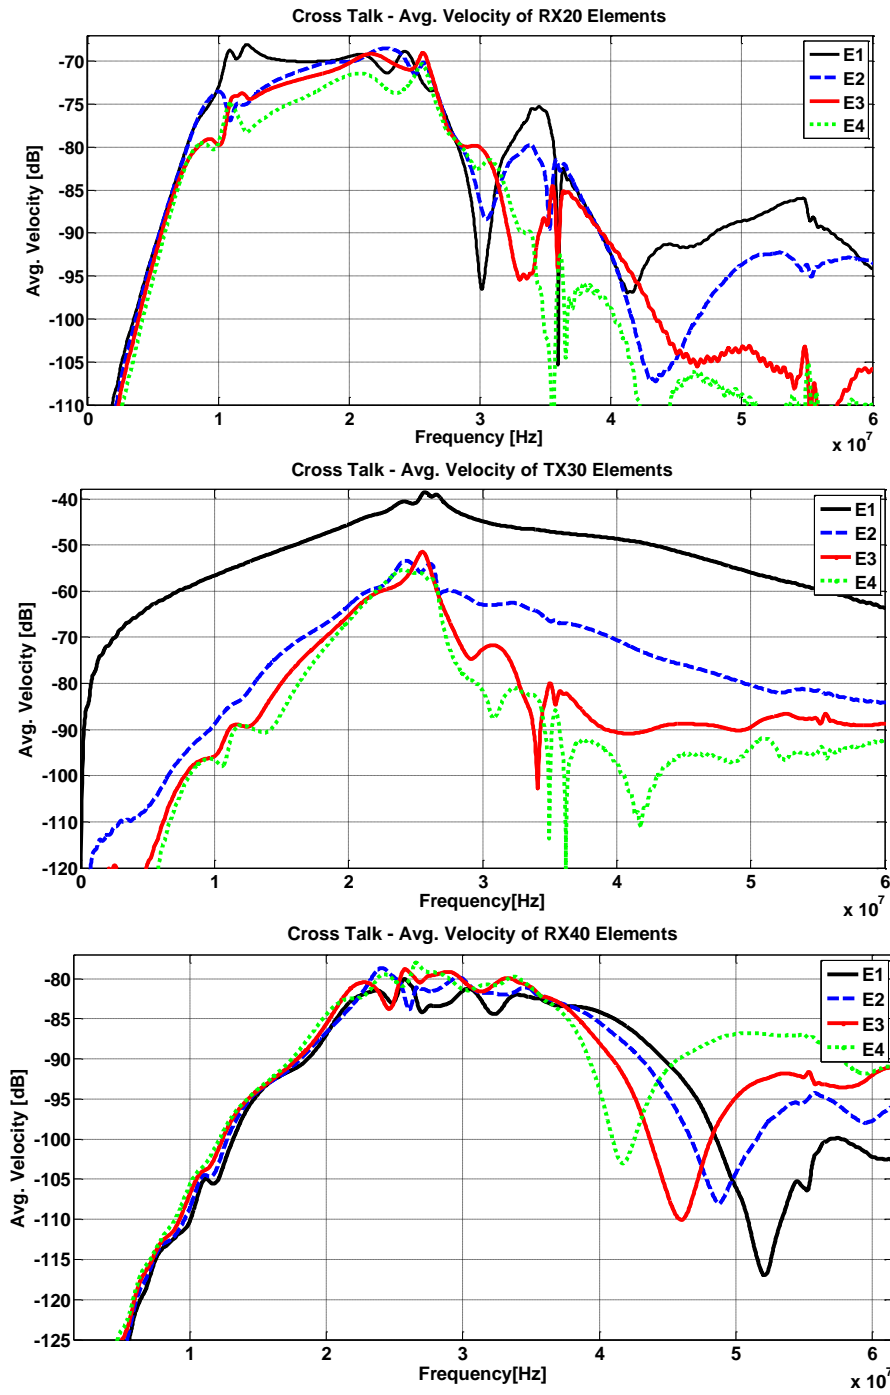 Cross Talk - Avg. Velocity of RX20 Elements
Avg. Velocity [dB]
-70
-75
-80
-85
-90
-95
-100
-105
-110
E1
E2
E3
E4
0 1 2 3 4 5 6
Frequency [Hz]
x 10^7
Cross Talk - Avg. Velocity of TX30 Elements
Avg. Velocity [dB]
-40
-50
-60
-70
-80
-90
-100
-110
-120
E1
E2
E3
E4
0 1 2 3 4 5 6
Frequency[Hz]
x 10^7
Cross Talk - Avg. Velocity of RX40 Elements
Avg. Velocity [dB]
-80
-85
-90
-95
-100
-105
-110
-115
-120
-125
E1
E2
E3
E4
1 2 3 4 5 6
Frequency[Hz]
x 10^7